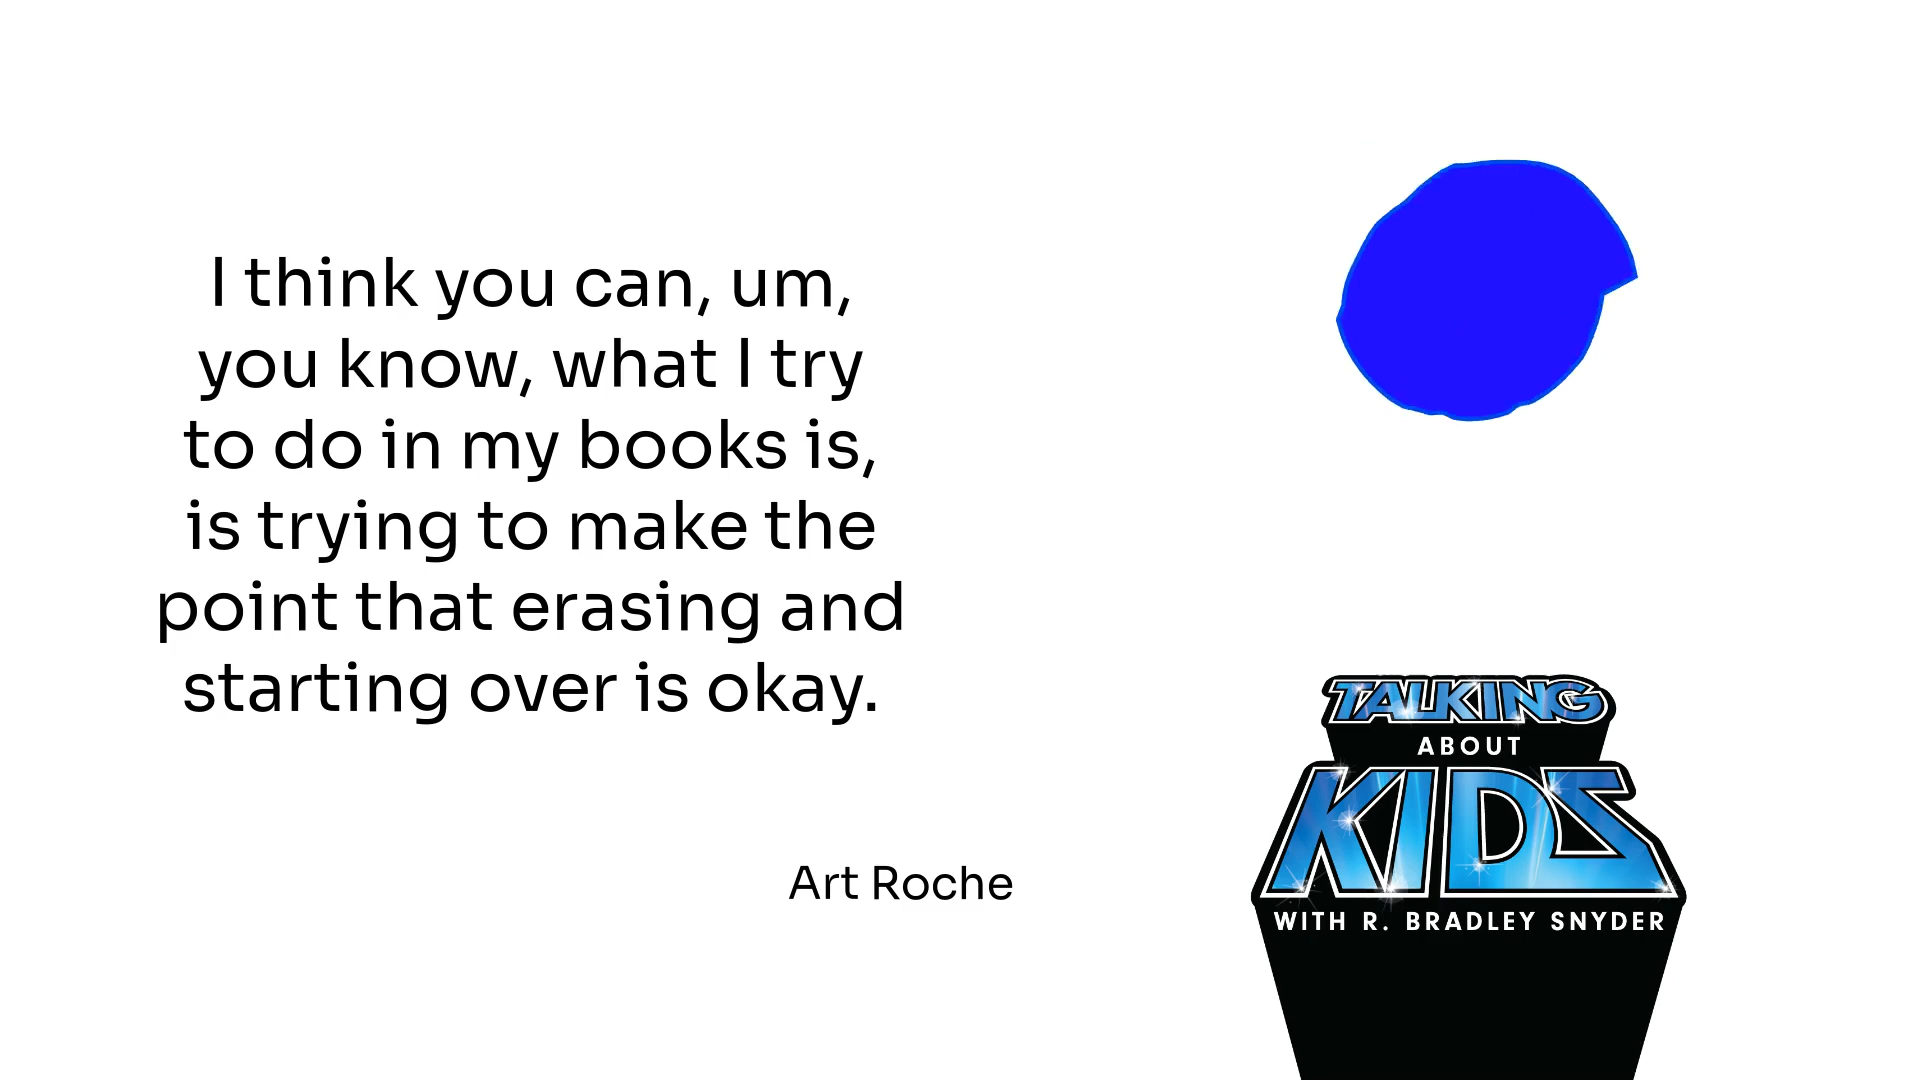 I think you can, um,
you know, what I try
to do in my books is,
is trying to make the
point that erasing and
starting over is okay.
Art Roche
TALKING
ABOUT
KIDS
WITH R. BRADLEY SNYDER